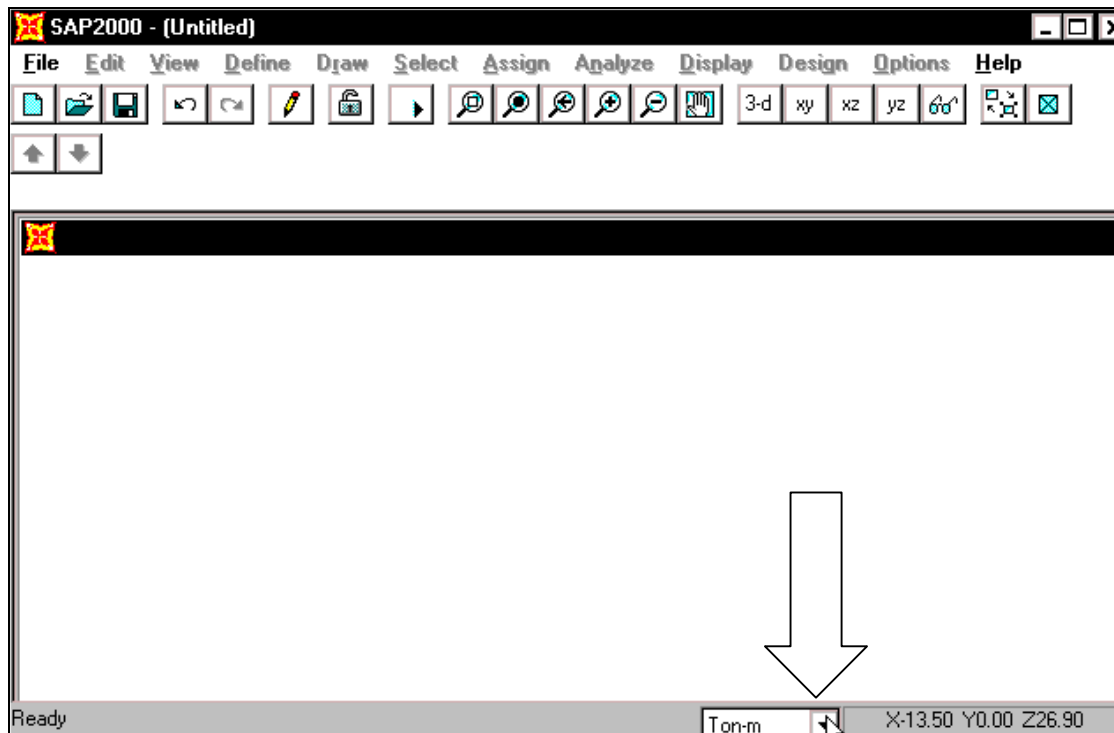 SAP2000 - (Untitled)
File Edit View Define Draw Select Assign Analyze Display Design Options Help
3-d xy xz yz
Ready Ton-m X-13.50 Y0.00 Z26.90